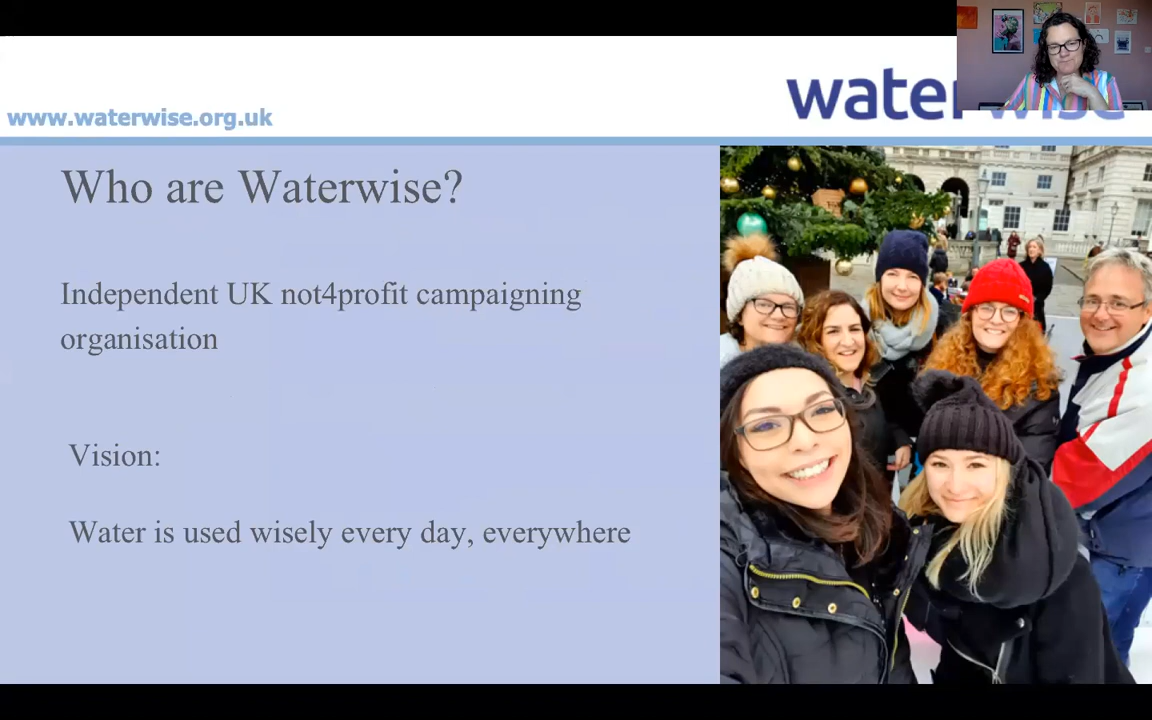 www.waterwise.org.uk
waterwise
Who are Waterwise?
Independent UK not4profit campaigning
organisation
Vision:
Water is used wisely every day, everywhere